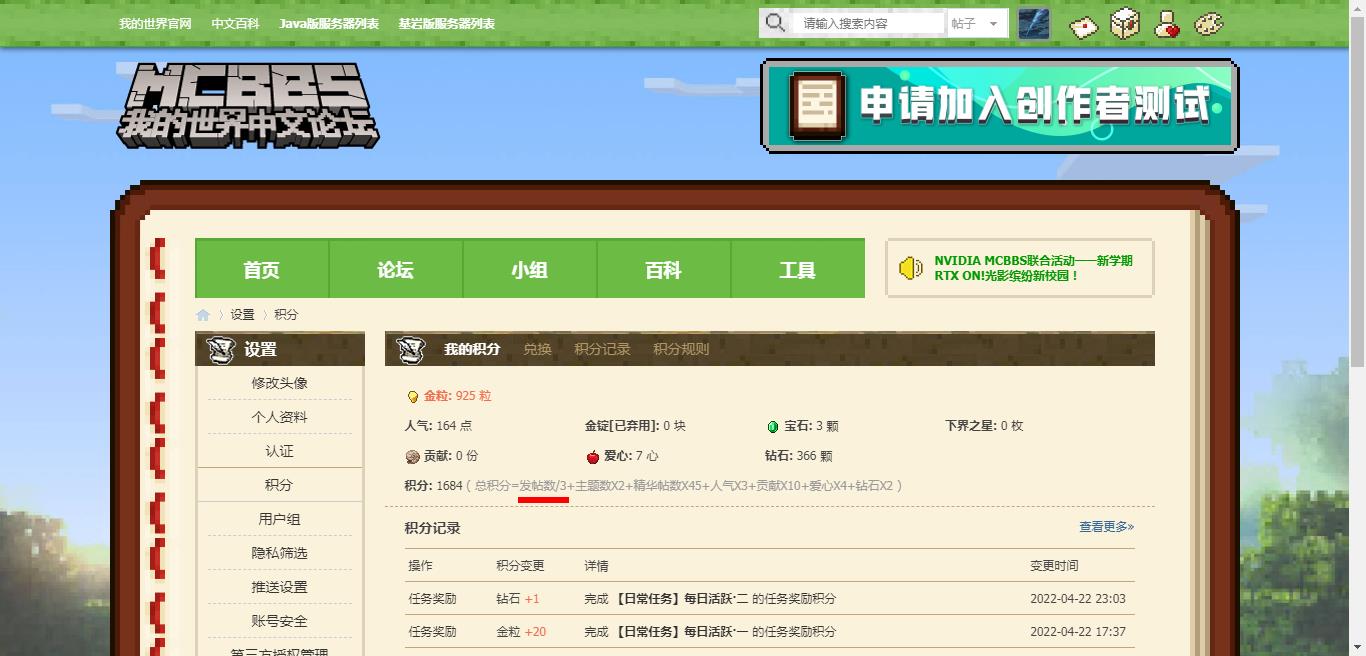 我的世界官网 中文百科 Java版服务器列表 基岩版服务器列表 请输入搜索内容 帖子
MCBBS
我的世界中文论坛
申请加入创作者测试
首页 论坛 小组 百科 工具
NVIDIA MCBBS联合活动——新学期
RTX ON!光影缤纷新校园！
设置 积分
设置
修改头像
个人资料
认证
积分
用户组
隐私筛选
推送设置
账号安全
第三方授权管理
我的积分 兑换 积分记录 积分规则
金粒: 925 粒
人气: 164 点 金锭[已弃用]: 0 块 宝石: 3 颗 下界之星: 0 枚
贡献: 0 份 爱心: 7 心 钻石: 366 颗
积分: 1684 ( 总积分=发帖数/3+主题数X2+精华帖数X45+人气X3+贡献X10+爱心X4+钻石X2 )
积分记录 查看更多»
操作 积分变更 详情 变更时间
任务奖励 钻石 +1 完成 【日常任务】每日活跃·二 的任务奖励积分 2022-04-22 23:03
任务奖励 金粒 +20 完成 【日常任务】每日活跃·一 的任务奖励积分 2022-04-22 17:37